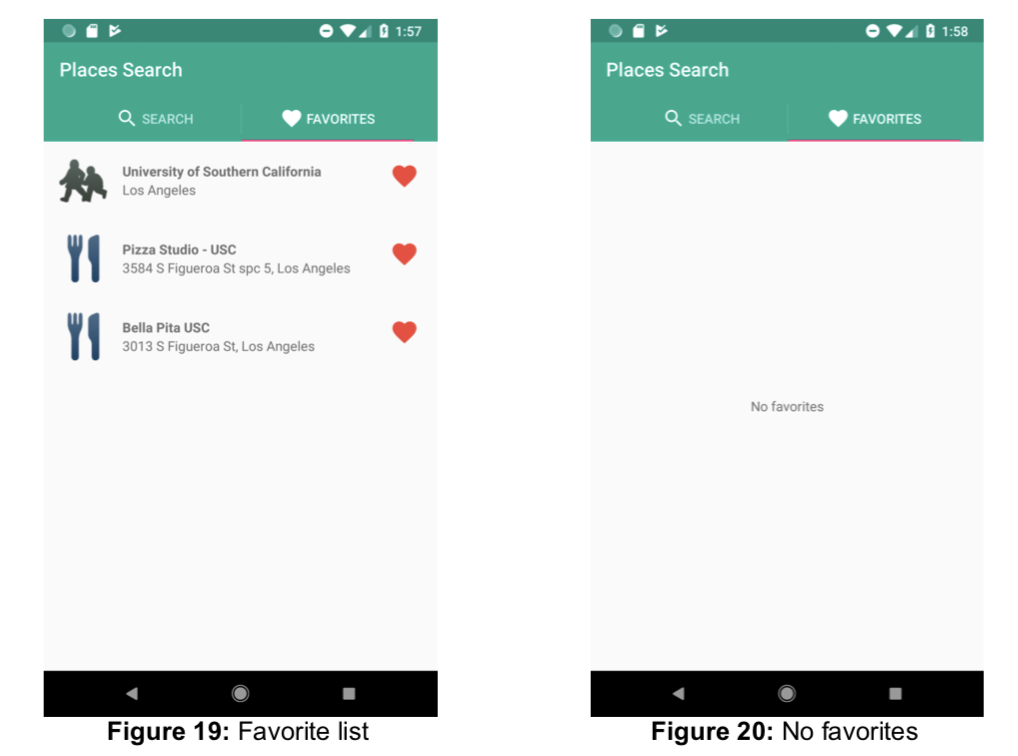 1:57
Places Search
SEARCH
FAVORITES
University of Southern California
Los Angeles
Pizza Studio - USC
3584 S Figueroa St spc 5, Los Angeles
Bella Pita USC
3013 S Figueroa St, Los Angeles
Figure 19: Favorite list
1:58
Places Search
SEARCH
FAVORITES
No favorites
Figure 20: No favorites